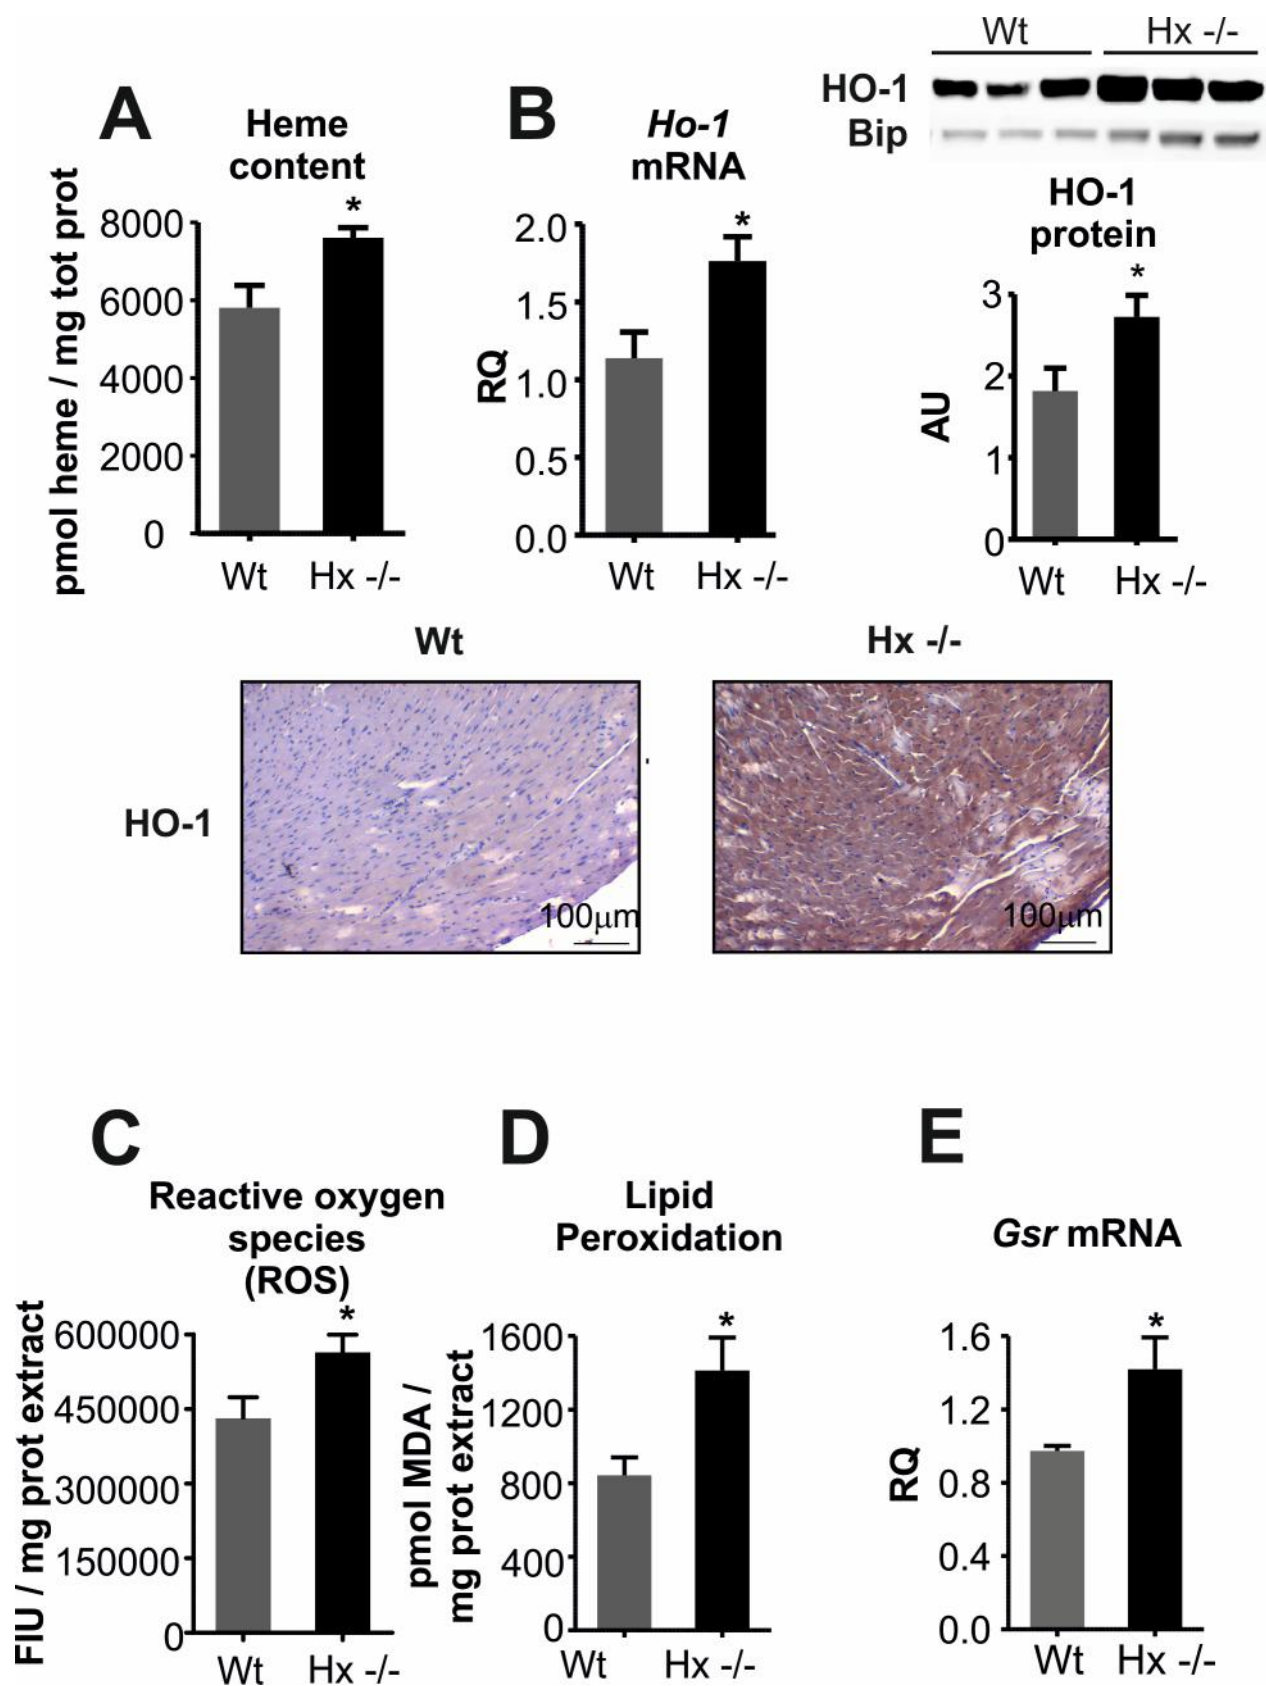 Wt Hx -/-
HO-1
Bip
A
Heme
content
pmol heme / mg tot prot
8000
6000
4000
2000
0
*
Wt Hx -/-
B
Ho-1
mRNA
RQ
2.0
1.5
1.0
0.5
0.0
*
Wt Hx -/-
HO-1
protein
AU
3
2
1
0
*
Wt Hx -/-
Wt
Hx -/-
HO-1
100µm
100µm
C
Reactive oxygen
species
(ROS)
FIU / mg prot extract
600000
450000
300000
150000
0
*
Wt Hx -/-
D
Lipid
Peroxidation
pmol MDA /
mg prot extract
1600
1200
800
400
0
*
Wt Hx -/-
E
Gsr mRNA
RQ
1.6
1.2
0.8
0.4
0.0
*
Wt Hx -/-